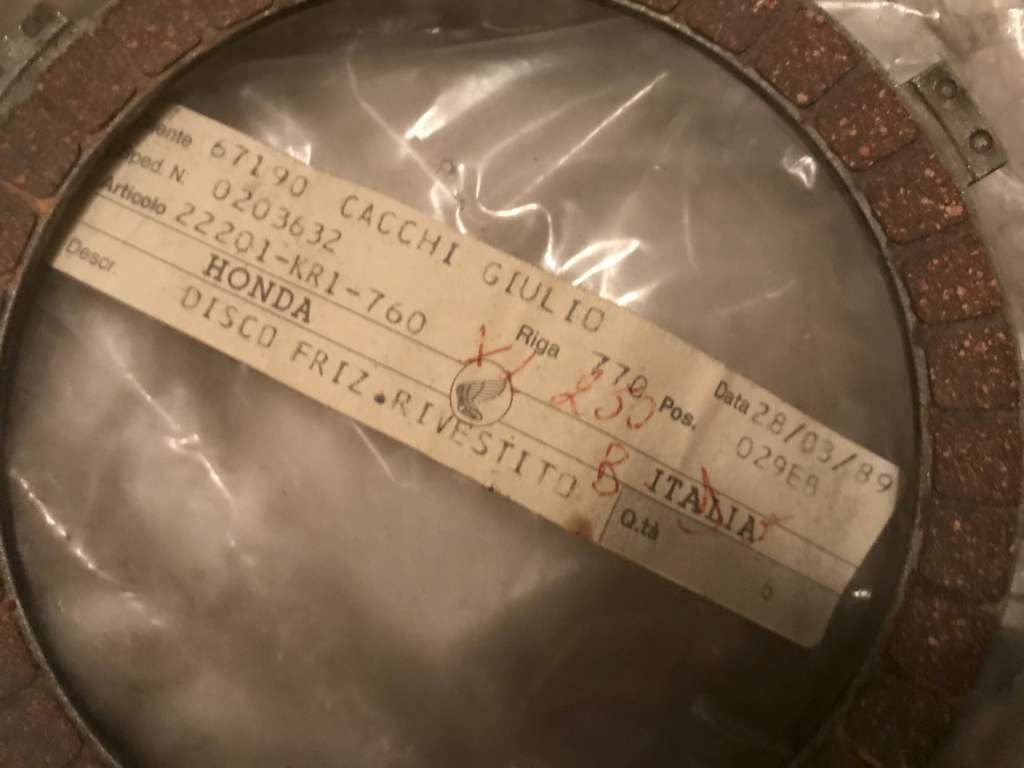 67190 CACCHI GIULIO
0203632 Riga 770 Pos. Data 28/03/89
Articolo 22201-KR1-760 250 029E8
HONDA B ITALIA
Descr. DISCO FRIZ.RIVESTITO Q.tà 6